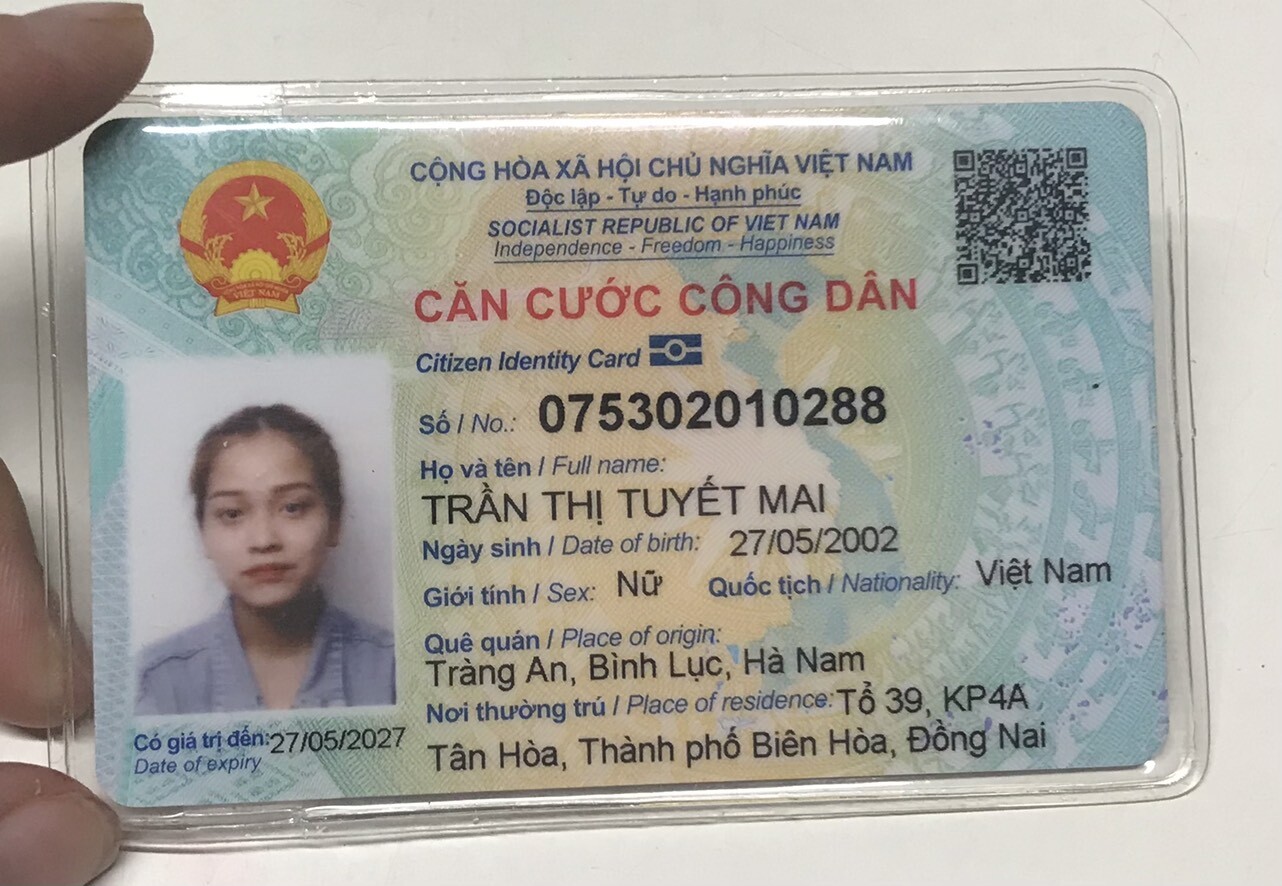 CỘNG HÒA XÃ HỘI CHỦ NGHĨA VIỆT NAM
Độc lập - Tự do - Hạnh phúc
SOCIALIST REPUBLIC OF VIET NAM
Independence - Freedom - Happiness
CĂN CƯỚC CÔNG DÂN
Citizen Identity Card
Số / No.: 075302010288
Họ và tên / Full name:
TRẦN THỊ TUYẾT MAI
Ngày sinh / Date of birth: 27/05/2002
Giới tính / Sex: Nữ Quốc tịch / Nationality: Việt Nam
Quê quán / Place of origin:
Tràng An, Bình Lục, Hà Nam
Nơi thường trú / Place of residence: Tổ 39, KP4A
Tân Hòa, Thành phố Biên Hòa, Đồng Nai
Có giá trị đến: 27/05/2027
Date of expiry
VIỆT NAM